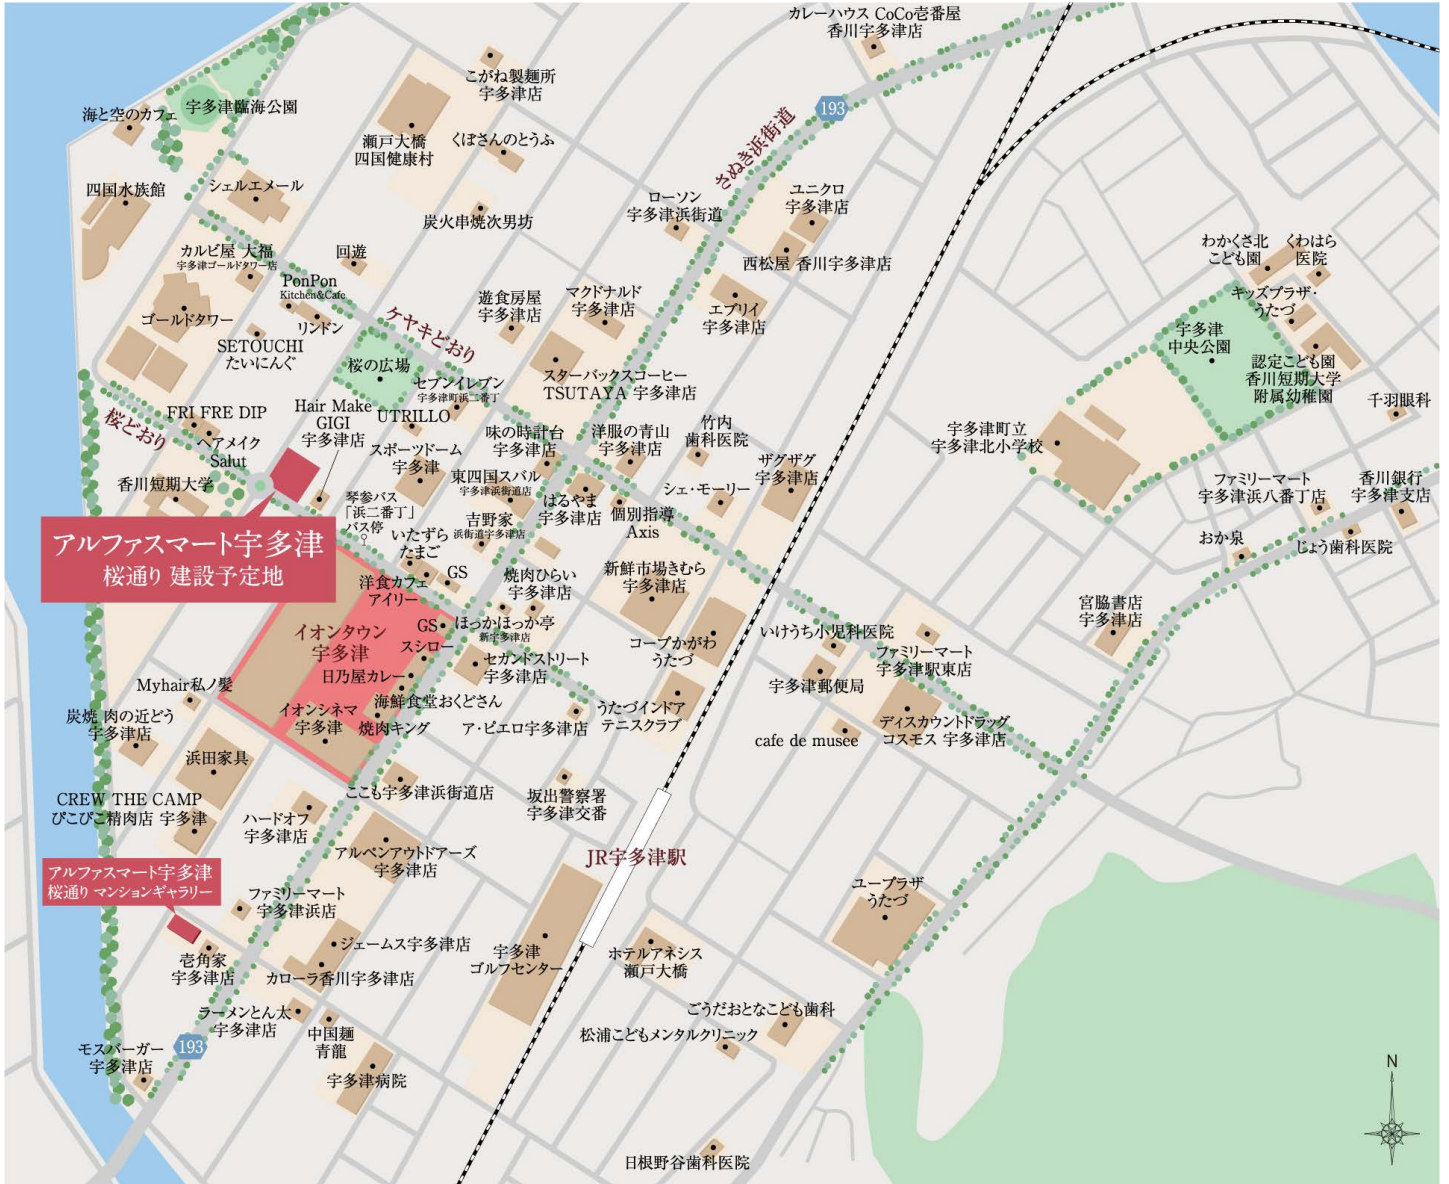 カレーハウス CoCo壱番屋
香川宇多津店
こがね製麺所
宇多津店
宇多津臨海公園
海と空のカフェ
193
さぬき浜街道
瀬戸大橋
四国健康村
くぼさんのとうふ
四国水族館
シェルエメール
炭火串焼次男坊
ローソン
宇多津浜街道
ユニクロ
宇多津店
西松屋 香川宇多津店
わかくさ北
こども園
くわはら
医院
カルビ屋 大福
宇多津ゴールドタワー店
回遊
PonPon
Kitchen&Cafe
リンドン
ゴールドタワー
SETOUCHI
たいにんぐ
ケヤキどおり
遊食房屋
宇多津店
マクドナルド
宇多津店
エブリイ
宇多津店
キッズプラザ・
うたづ
宇多津
中央公園
認定こども園
香川短期大学
附属幼稚園
桜の広場
セブンイレブン
宇多津町浜二番丁
スターバックスコーヒー
TSUTAYA 宇多津店
千羽眼科
桜どおり
FRI FRE DIP
ヘアメイク
Salut
Hair Make
GIGI
宇多津店
UTRILLO
スポーツドーム
宇多津
味の時計台
宇多津店
洋服の青山
宇多津店
竹内
歯科医院
宇多津町立
宇多津北小学校
香川短期大学
琴参バス
「浜二番丁」
バス停
東四国スバル
宇多津浜街道店
はるやま
宇多津店
シェ・モーリー
ザグザグ
宇多津店
個別指導
Axis
ファミリーマート
宇多津浜八番丁店
香川銀行
宇多津支店
アルファスマート宇多津
桜通り 建設予定地
いたずら
たまご
吉野家
浜街道宇多津店
おか泉
じょう歯科医院
洋食カフェ
アイリー
GS
焼肉ひらい
宇多津店
新鮮市場きむら
宇多津店
宮脇書店
宇多津店
イオンタウン
宇多津
GS
スシロー
ほっかほっか亭
新宇多津店
コープかがわ
うたづ
いけうち小児科医院
ファミリーマート
宇多津駅東店
日乃屋カレー
セカンドストリート
宇多津店
宇多津郵便局
Myhair私ノ髪
海鮮食堂おくどさん
イオンシネマ
宇多津
焼肉キング
ア・ピエロ宇多津店
うたづインドア
テニスクラブ
cafe de musée
ディスカウントドラッグ
コスモス 宇多津店
炭焼 肉の近どう
宇多津店
浜田家具
CREW THE CAMP
ぴこぴこ精肉店 宇多津
ここも宇多津浜街道店
坂出警察署
宇多津交番
ハードオフ
宇多津店
アルペンアウトドアーズ
宇多津店
JR宇多津駅
アルファスマート宇多津
桜通り マンションギャラリー
ファミリーマート
宇多津浜店
ユープラザ
うたづ
壱角家
宇多津店
ジェームス宇多津店
カローラ香川宇多津店
宇多津
ゴルフセンター
ホテルアネシス
瀬戸大橋
ラーメンとん太
宇多津店
中国麺
青龍
ごうだおとなこども歯科
松浦こどもメンタルクリニック
193
モスバーガー
宇多津店
宇多津病院
N
日根野谷歯科医院